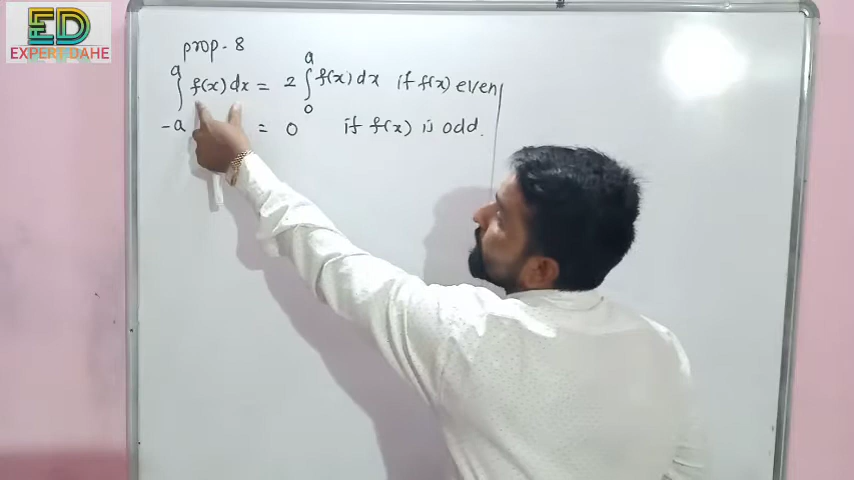 ED
EXPERT DAHE
prop - 8
∫_{-a}^{a} f(x) dx = 2 ∫_{0}^{a} f(x) dx if f(x) even
= 0 if f(x) is odd.